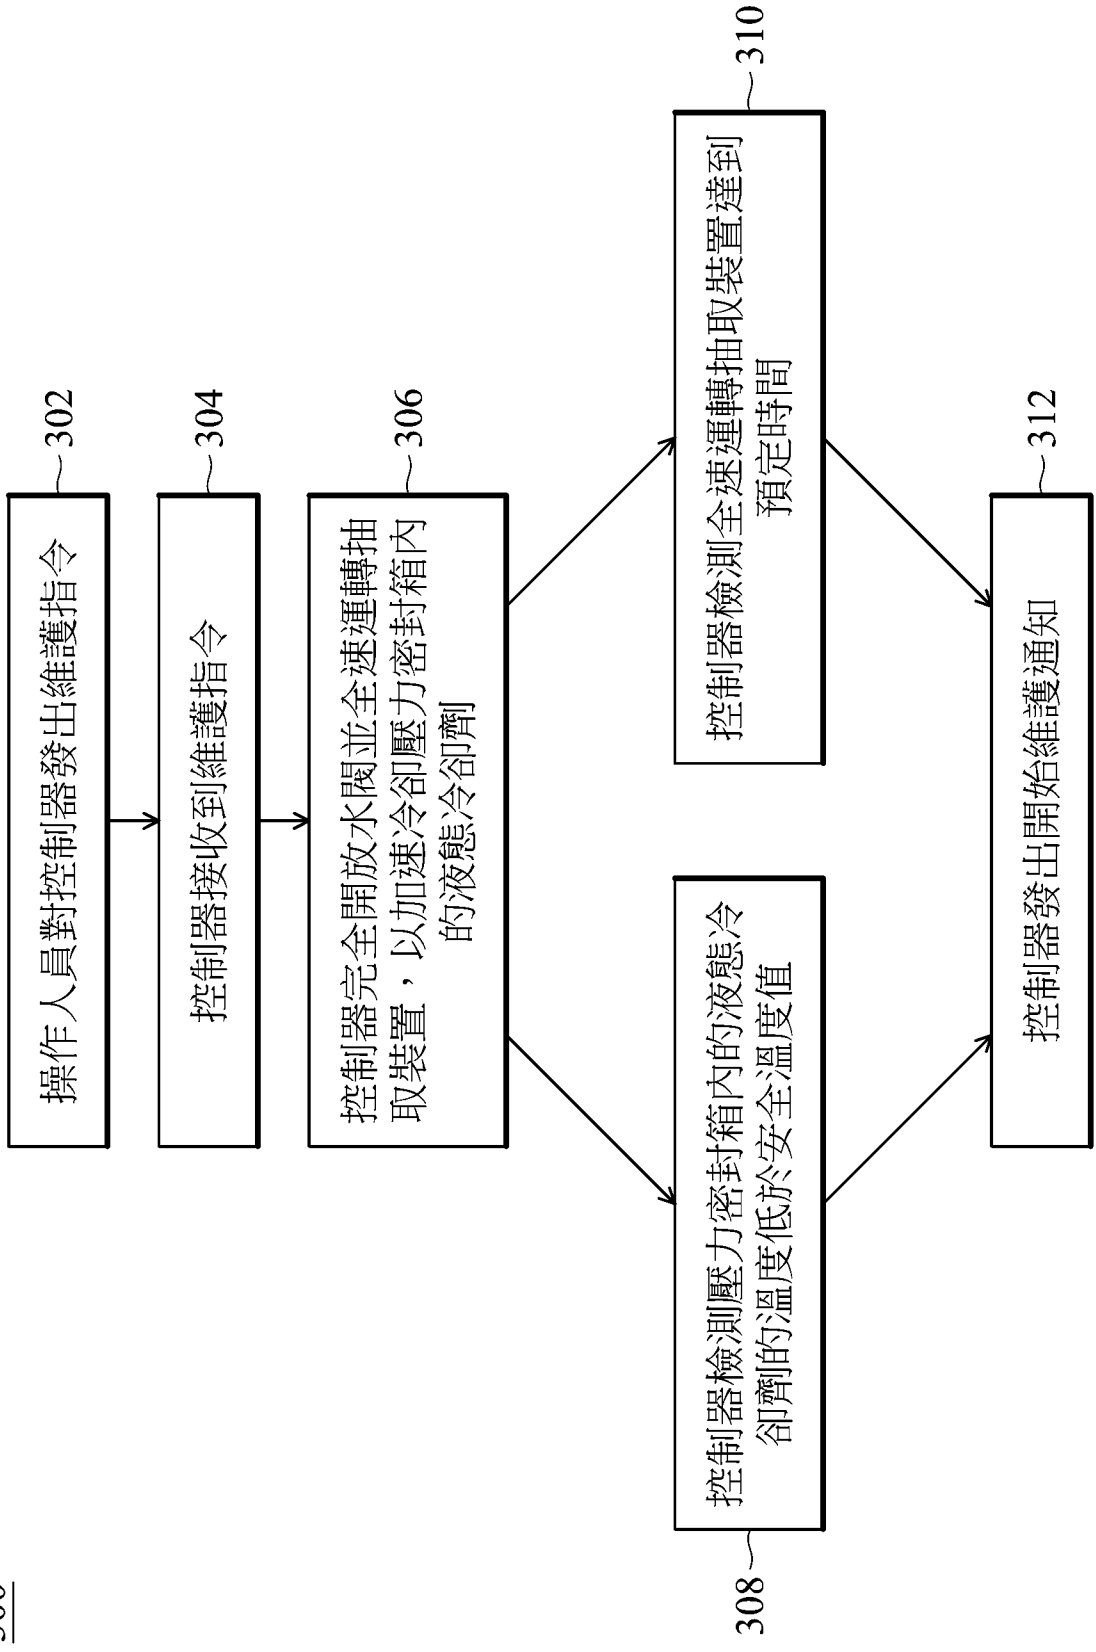 操作人員對控制器發出維護指令
302
控制器接收到維護指令
304
控制器完全開放水閥並全速運轉抽
取裝置，以加速冷卻壓力密封箱內
的液態冷卻劑
306
控制器檢測壓力密封箱內的液態冷
卻劑的溫度低於安全溫度值
308
控制器檢測全速運轉抽取裝置達到
預定時間
310
控制器發出開始維護通知
312